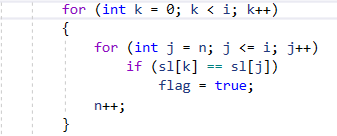 for (int k = 0; k < i; k++)
{
for (int j = n; j <= i; j++)
if (sl[k] == sl[j])
flag = true;
n++;
}